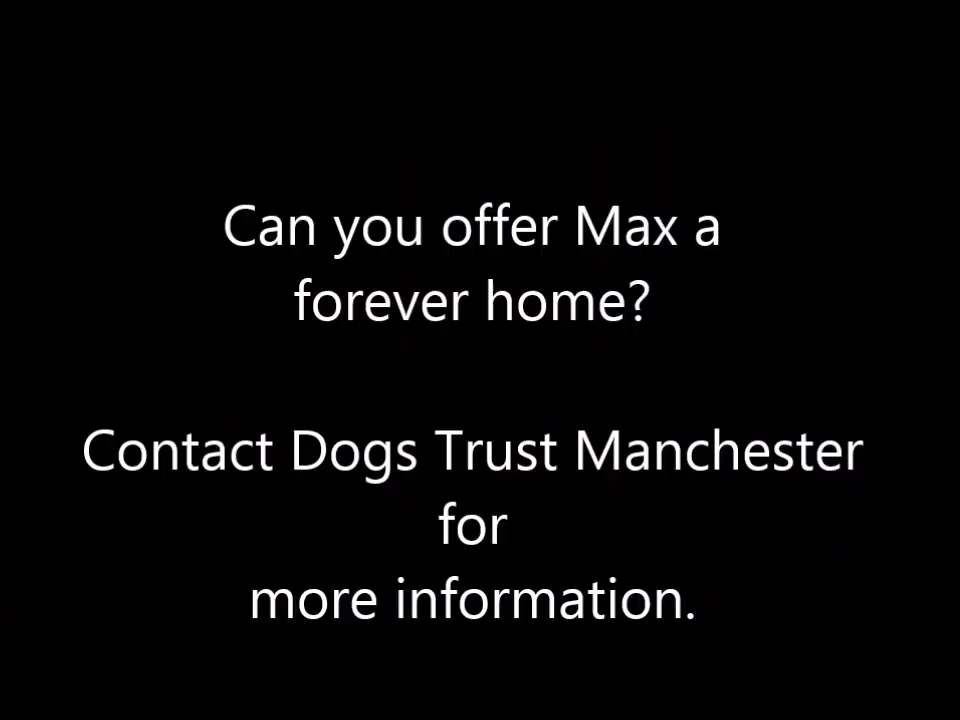 Can you offer Max a
forever home?
Contact Dogs Trust Manchester
for
more information.